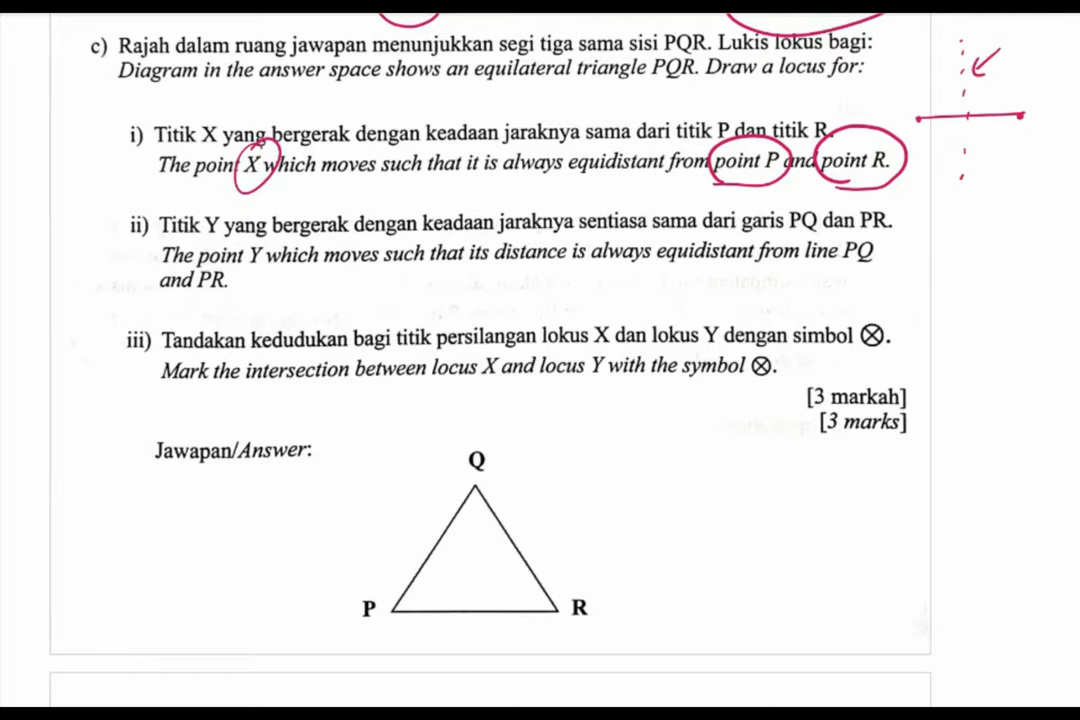 c) Rajah dalam ruang jawapan menunjukkan segi tiga sama sisi PQR. Lukis lokus bagi:
Diagram in the answer space shows an equilateral triangle PQR. Draw a locus for:
i) Titik X yang bergerak dengan keadaan jaraknya sama dari titik P dan titik R.
The point X which moves such that it is always equidistant from point P and point R.
ii) Titik Y yang bergerak dengan keadaan jaraknya sentiasa sama dari garis PQ dan PR.
The point Y which moves such that its distance is always equidistant from line PQ
and PR.
iii) Tandakan kedudukan bagi titik persilangan lokus X dan lokus Y dengan simbol ⊗.
Mark the intersection between locus X and locus Y with the symbol ⊗.
[3 markah]
[3 marks]
Jawapan/Answer:
Q
P
R